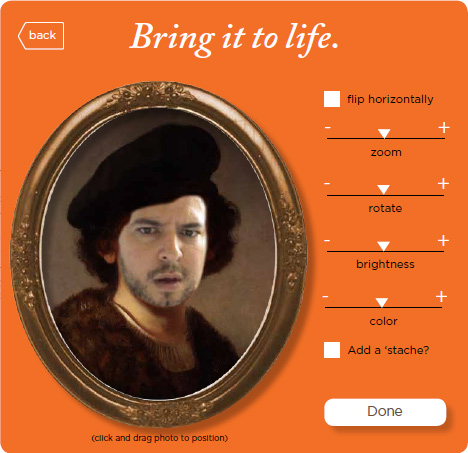 back
Bring it to life.
flip horizontally
- +
zoom
- +
rotate
- +
brightness
- +
color
Add a 'stache?
Done
(click and drag photo to position)